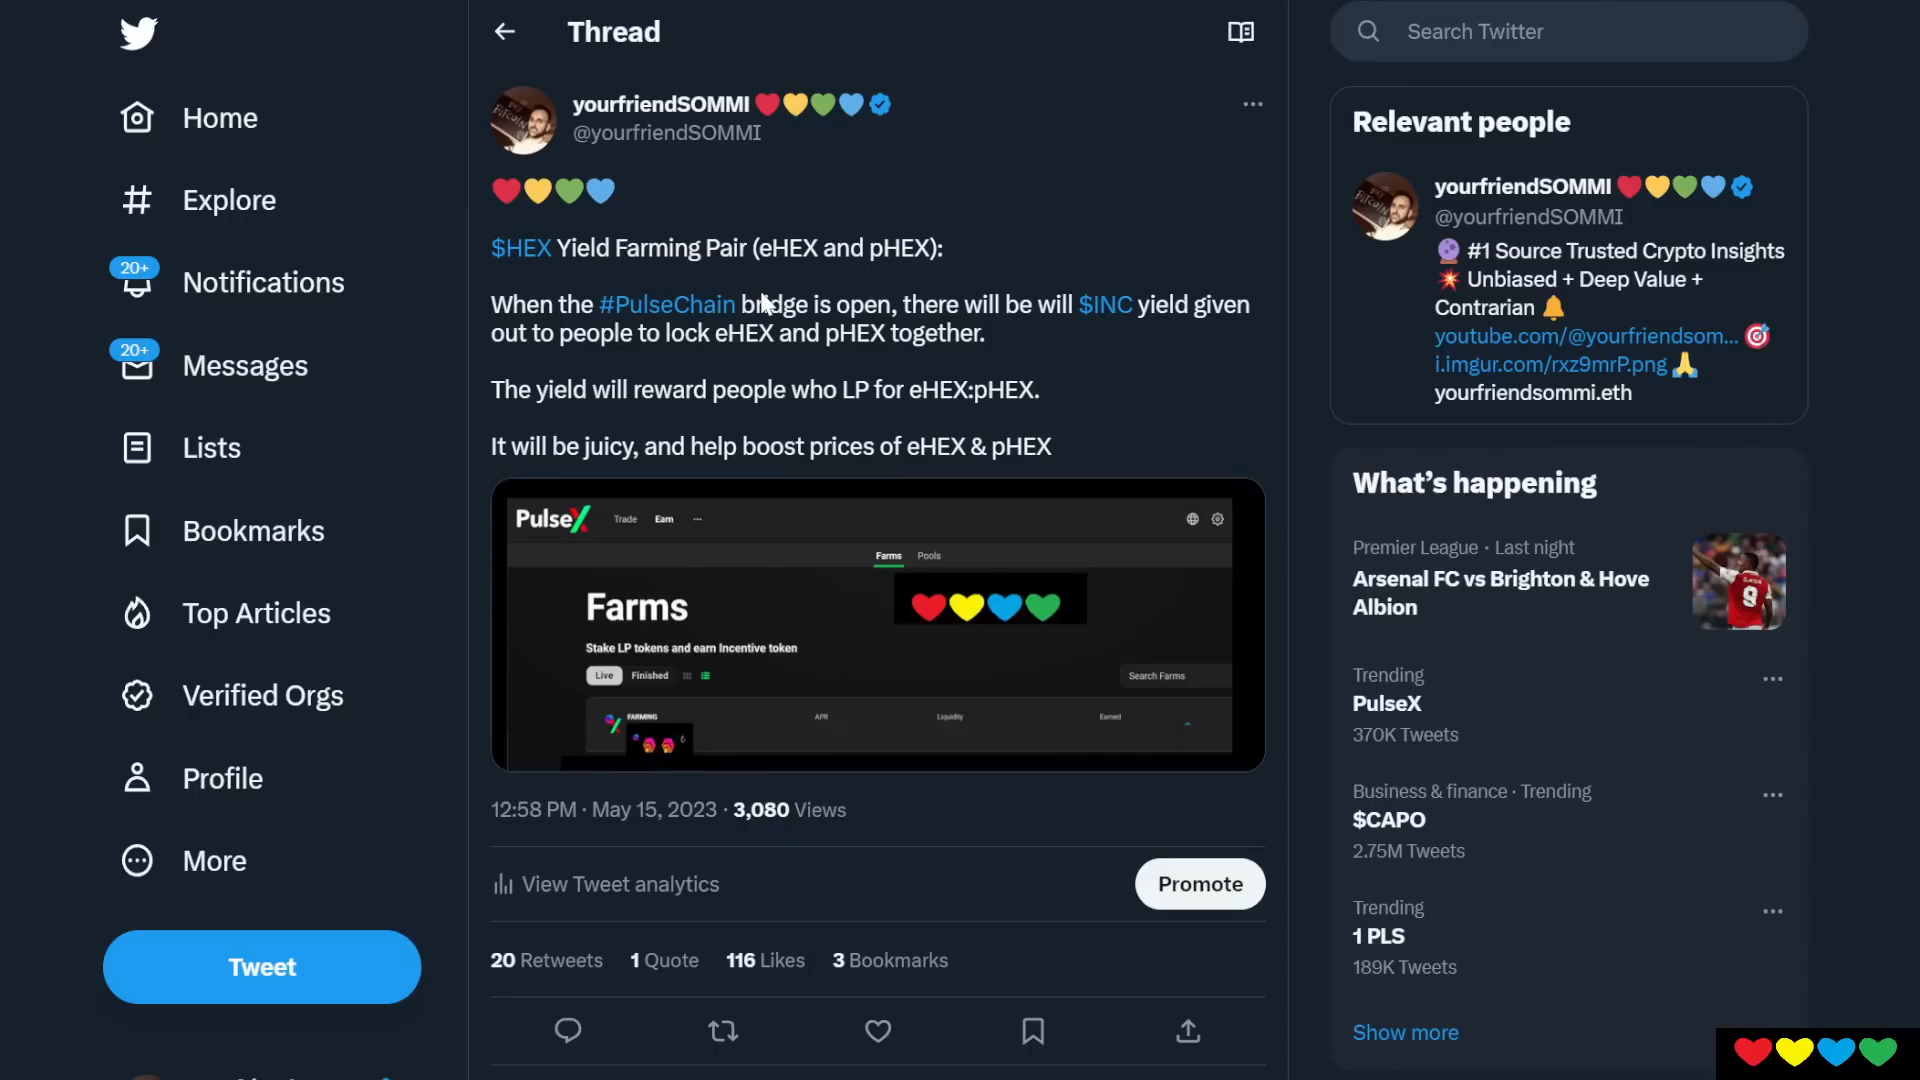 Home
Explore
20+
Notifications
20+
Messages
Lists
Bookmarks
Top Articles
Verified Orgs
Profile
More
Tweet
Thread
yourfriendSOMMI
@yourfriendSOMMI
$HEX Yield Farming Pair (eHEX and pHEX):
When the #PulseChain bridge is open, there will be will $INC yield given
out to people to lock eHEX and pHEX together.
The yield will reward people who LP for eHEX:pHEX.
It will be juicy, and help boost prices of eHEX & pHEX
PulseX Trade Earn ...
Farms Pools
Farms
Stake LP tokens and earn Incentive token
Live Finished Search Farms
FARMING APR Liquidity Earned
12:58 PM · May 15, 2023 · 3,080 Views
View Tweet analytics
Promote
20 Retweets 1 Quote 116 Likes 3 Bookmarks
Search Twitter
Relevant people
yourfriendSOMMI
@yourfriendSOMMI
#1 Source Trusted Crypto Insights
Unbiased + Deep Value +
Contrarian
youtube.com/@yourfriendsom...
i.imgur.com/rxz9mrP.png
yourfriendsommi.eth
What's happening
Premier League · Last night
Arsenal FC vs Brighton & Hove
Albion
Trending
PulseX
370K Tweets
Business & finance · Trending
$CAPO
2.75M Tweets
Trending
1 PLS
189K Tweets
Show more